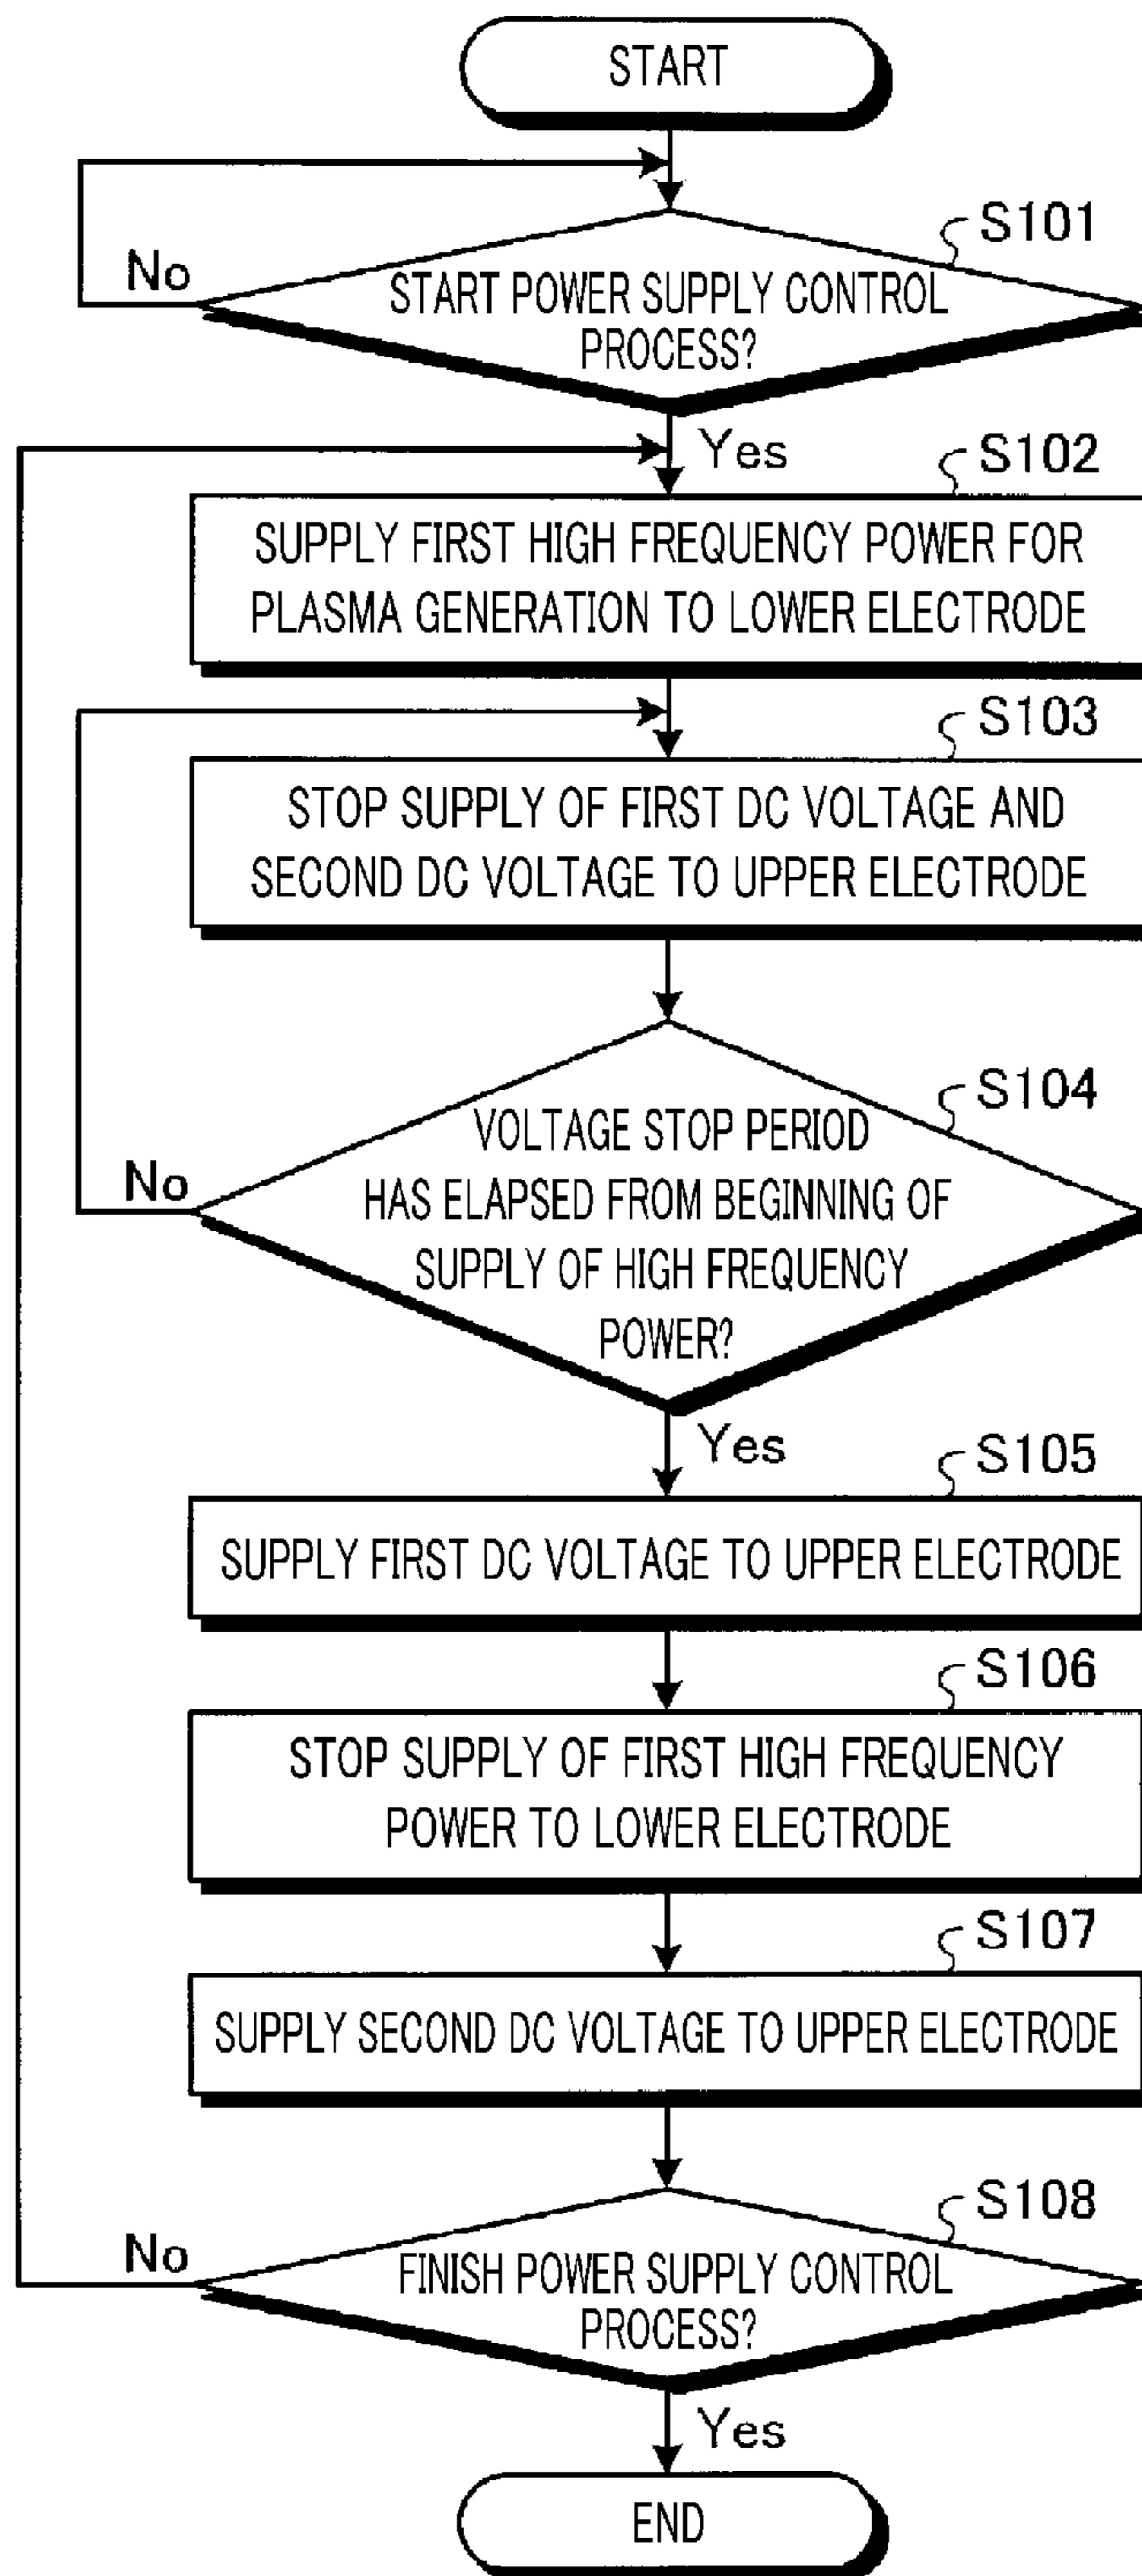 START
S101
No
START POWER SUPPLY CONTROL
PROCESS?
Yes
S102
SUPPLY FIRST HIGH FREQUENCY POWER FOR
PLASMA GENERATION TO LOWER ELECTRODE
S103
STOP SUPPLY OF FIRST DC VOLTAGE AND
SECOND DC VOLTAGE TO UPPER ELECTRODE
S104
VOLTAGE STOP PERIOD
No
HAS ELAPSED FROM BEGINNING OF
SUPPLY OF HIGH FREQUENCY
POWER?
Yes
S105
SUPPLY FIRST DC VOLTAGE TO UPPER ELECTRODE
S106
STOP SUPPLY OF FIRST HIGH FREQUENCY
POWER TO LOWER ELECTRODE
S107
SUPPLY SECOND DC VOLTAGE TO UPPER ELECTRODE
S108
No
FINISH POWER SUPPLY CONTROL
PROCESS?
Yes
END